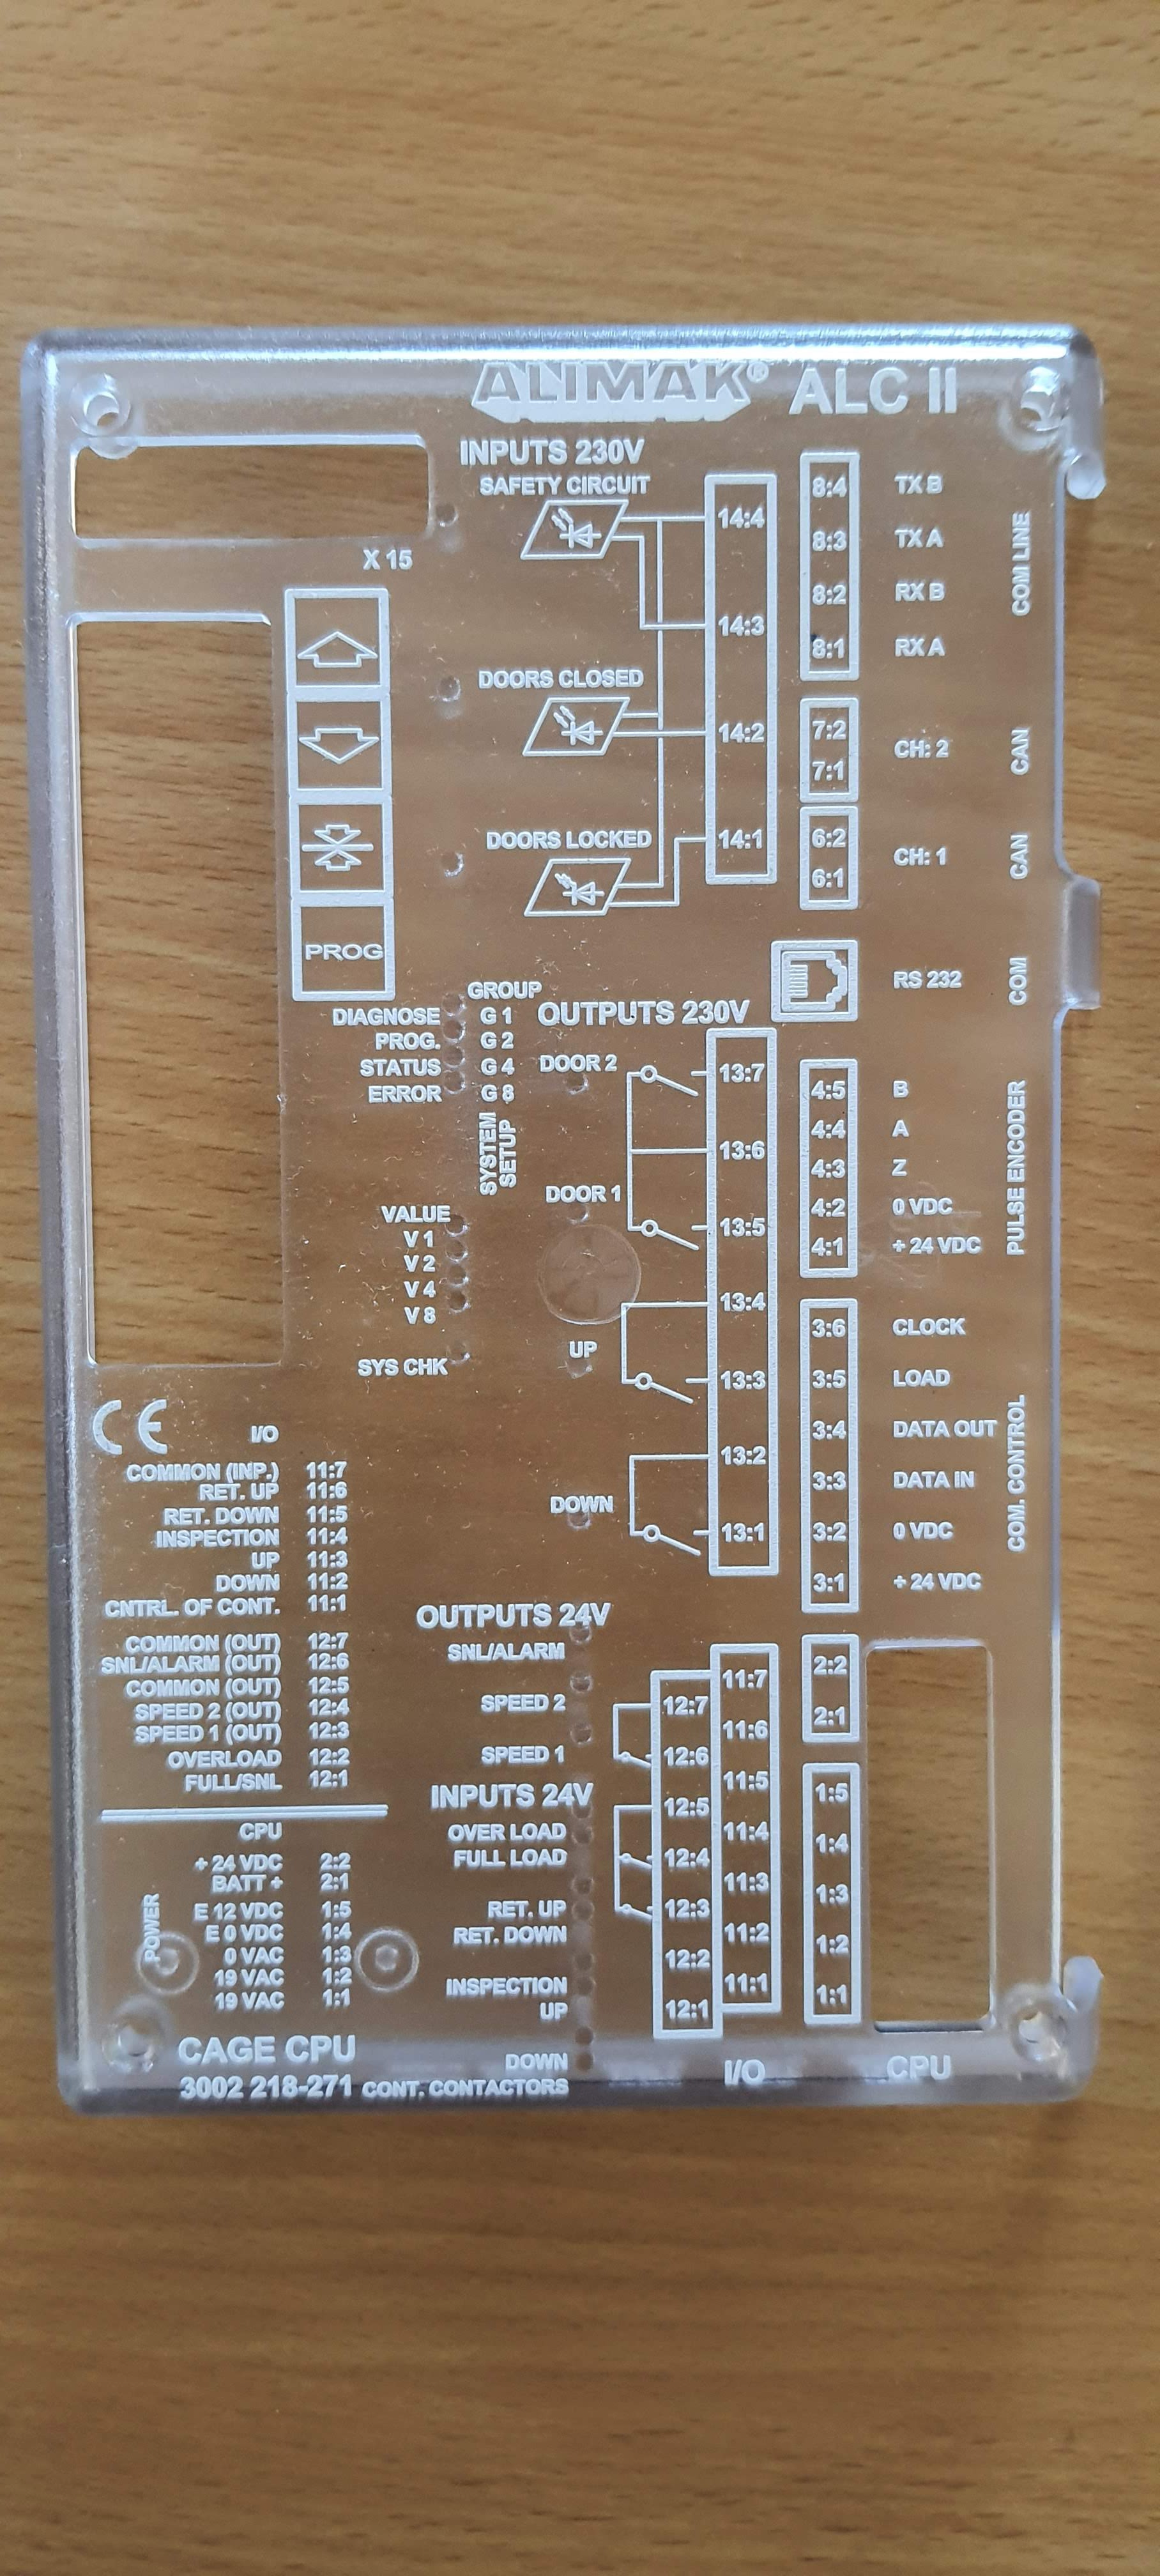 ALIMAK® ALC II
INPUTS 230V
SAFETY CIRCUIT
X 15
14:4
14:3
DOORS CLOSED
14:2
DOORS LOCKED
14:1
PROG
8:4 TX B
8:3 TX A
8:2 RX B
8:1 RX A
COM LINE
7:2
7:1
CH: 2
CAN
6:2
6:1
CH: 1
CAN
RS 232
COM
GROUP
DIAGNOSE G 1
PROG. G 2
STATUS G 4
ERROR G 8
SYSTEM
SETUP
VALUE
V 1
V 2
V 4
V 8
SYS CHK
OUTPUTS 230V
DOOR 2
13:7
13:6
DOOR 1
13:5
13:4
UP
13:3
13:2
DOWN
13:1
4:5 B
4:4 A
4:3 Z
4:2 0 VDC
4:1 + 24 VDC
PULSE ENCODER
3:6 CLOCK
3:5 LOAD
3:4 DATA OUT
3:3 DATA IN
3:2 0 VDC
3:1 + 24 VDC
COM. CONTROL
CE
I/O
COMMON (INP.) 11:7
RET. UP 11:6
RET. DOWN 11:5
INSPECTION 11:4
UP 11:3
DOWN 11:2
CNTRL. OF CONT. 11:1
COMMON (OUT) 12:7
SNL/ALARM (OUT) 12:6
COMMON (OUT) 12:5
SPEED 2 (OUT) 12:4
SPEED 1 (OUT) 12:3
OVERLOAD 12:2
FULL/SNL 12:1
CPU
+ 24 VDC 2:2
BATT + 2:1
E 12 VDC 1:5
E 0 VDC 1:4
0 VAC 1:3
19 VAC 1:2
19 VAC 1:1
POWER
CAGE CPU
3002 218-271
OUTPUTS 24V
SNL/ALARM
SPEED 2
SPEED 1
INPUTS 24V
OVER LOAD
FULL LOAD
RET. UP
RET. DOWN
INSPECTION
UP
DOWN
CONT. CONTACTORS
12:7
12:6
12:5
12:4
12:3
12:2
12:1
11:7
11:6
11:5
11:4
11:3
11:2
11:1
I/O
2:2
2:1
1:5
1:4
1:3
1:2
1:1
CPU